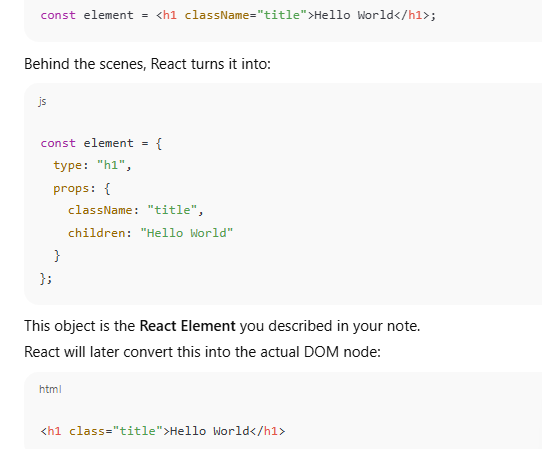 const element = <h1 className="title">Hello World</h1>;
Behind the scenes, React turns it into:
js
const element = {
  type: "h1",
  props: {
    className: "title",
    children: "Hello World"
  }
};
This object is the React Element you described in your note.
React will later convert this into the actual DOM node:
html
<h1 class="title">Hello World</h1>